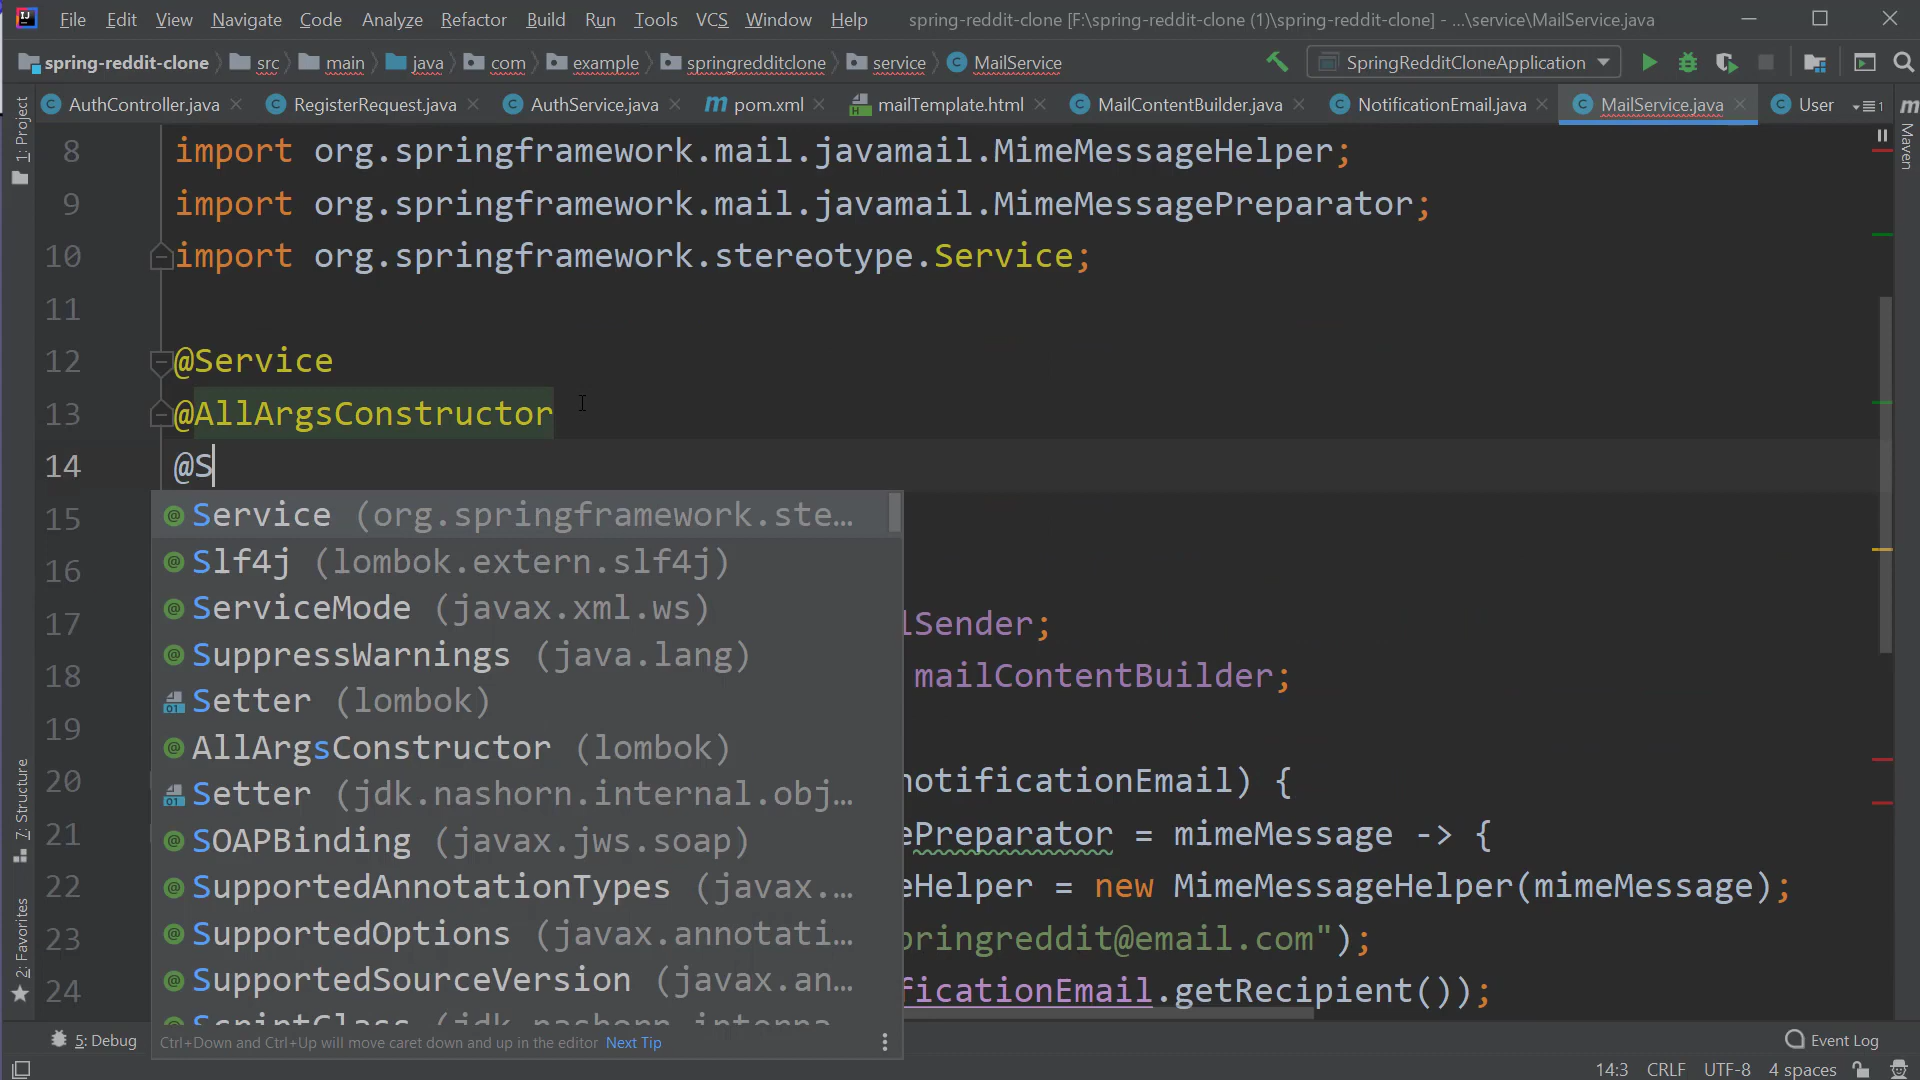 File Edit View Navigate Code Analyze Refactor Build Run Tools VCS Window Help spring-reddit-clone [F:\spring-reddit-clone (1)\spring-reddit-clone] - ...\service\MailService.java
spring-reddit-clone src main java com example springredditclone service MailService SpringRedditCloneApplication
AuthController.java RegisterRequest.java AuthService.java pom.xml mailTemplate.html MailContentBuilder.java NotificationEmail.java MailService.java User 1
1: Project
Maven
8 import org.springframework.mail.javamail.MimeMessageHelper;
9 import org.springframework.mail.javamail.MimeMessagePreparator;
10 import org.springframework.stereotype.Service;
11
12 @Service
13 @AllArgsConstructor
14 @S
15 Service (org.springframework.ste...
16 Slf4j (lombok.extern.slf4j)
17 ServiceMode (javax.xml.ws) lSender;
18 SuppressWarnings (java.lang) mailContentBuilder;
19 Setter (lombok)
AllArgsConstructor (lombok)
20 Setter (jdk.nashorn.internal.obj... notificationEmail) {
21 SOAPBinding (javax.jws.soap) ePreparator = mimeMessage -> {
22 SupportedAnnotationTypes (javax.... eHelper = new MimeMessageHelper(mimeMessage);
23 SupportedOptions (javax.annotati... pringreddit@email.com");
24 SupportedSourceVersion (javax.an... ficationEmail.getRecipient());
ScriptClass (jdk.nashorn.interna
7: Structure
2: Favorites
5: Debug Ctrl+Down and Ctrl+Up will move caret down and up in the editor Next Tip Event Log
14:3 CRLF UTF-8 4 spaces